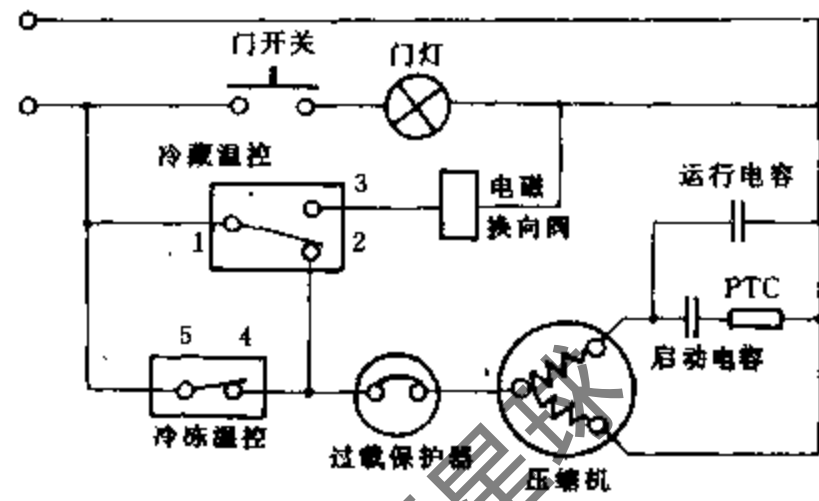 门开关
门灯
冷藏温控
3
电磁
换向阀
运行电容
1
2
PTC
启动电容
5 4
冷冻温控
过载保护器
压缩机
星球